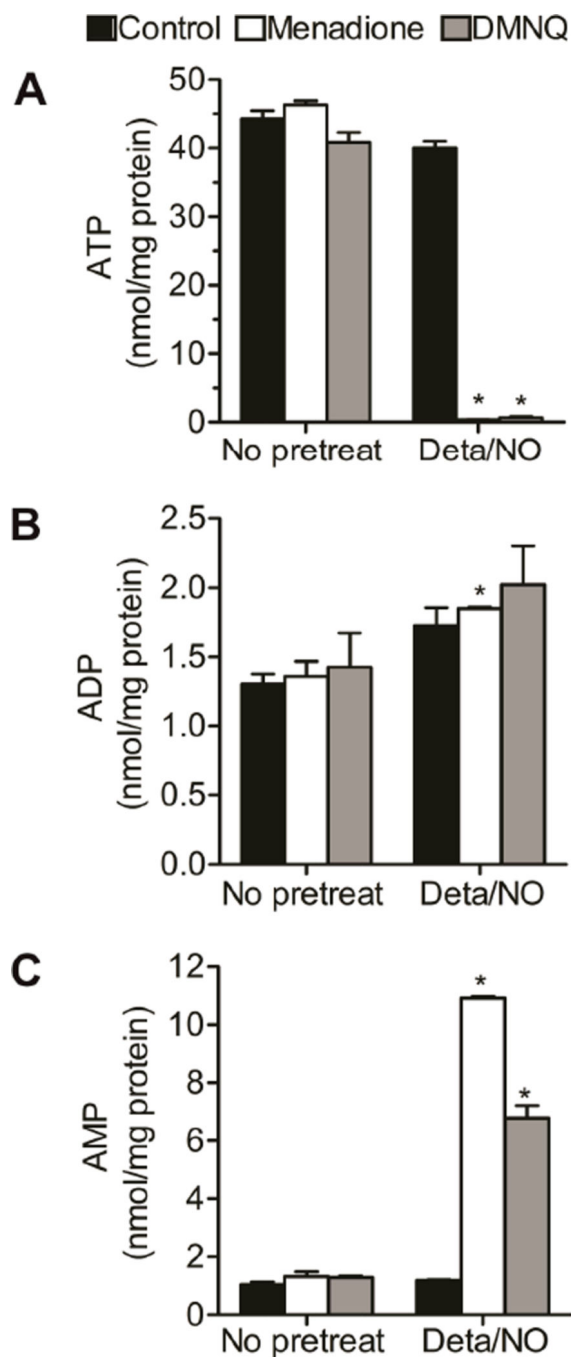 Control Menadione DMNQ
A
ATP
(nmol/mg protein)
50
40
30
20
10
0
* *
No pretreat Deta/NO
B
ADP
(nmol/mg protein)
2.5
2.0
1.5
1.0
0.5
0.0
*
No pretreat Deta/NO
C
AMP
(nmol/mg protein)
12
10
8
6
4
2
0
*
*
No pretreat Deta/NO